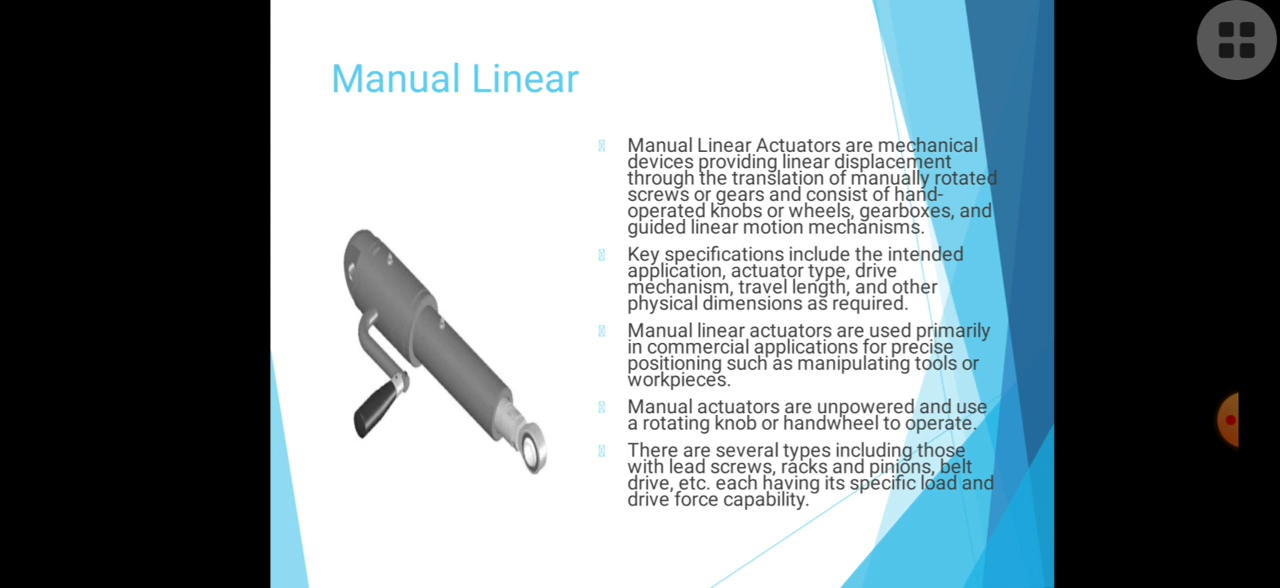 Manual Linear
Manual Linear Actuators are mechanical
devices providing linear displacement
through the translation of manually rotated
screws or gears and consist of hand-
operated knobs or wheels, gearboxes, and
guided linear motion mechanisms.
Key specifications include the intended
application, actuator type, drive
mechanism, travel length, and other
physical dimensions as required.
Manual linear actuators are used primarily
in commercial applications for precise
positioning such as manipulating tools or
workpieces.
Manual actuators are unpowered and use
a rotating knob or handwheel to operate.
There are several types including those
with lead screws, racks and pinions, belt
drive, etc. each having its specific load and
drive force capability.